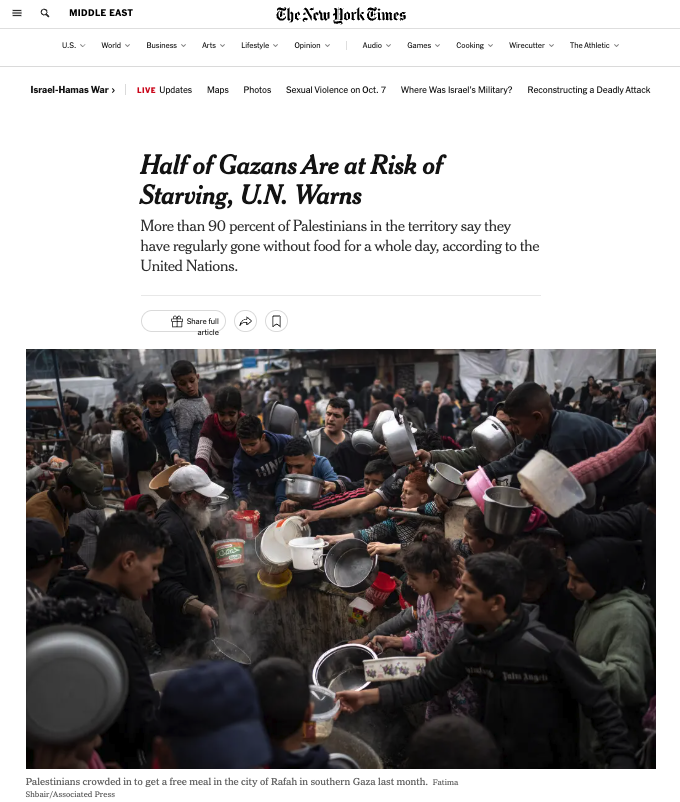 MIDDLE EAST
The New York Times
U.S. World Business Arts Lifestyle Opinion Audio Games Cooking Wirecutter The Athletic
Israel-Hamas War › LIVE Updates Maps Photos Sexual Violence on Oct. 7 Where Was Israel's Military? Reconstructing a Deadly Attack
Half of Gazans Are at Risk of
Starving, U.N. Warns
More than 90 percent of Palestinians in the territory say they
have regularly gone without food for a whole day, according to the
United Nations.
Share full
article
Palm Angels
Palestinians crowded in to get a free meal in the city of Rafah in southern Gaza last month. Fatima
Shbair/Associated Press